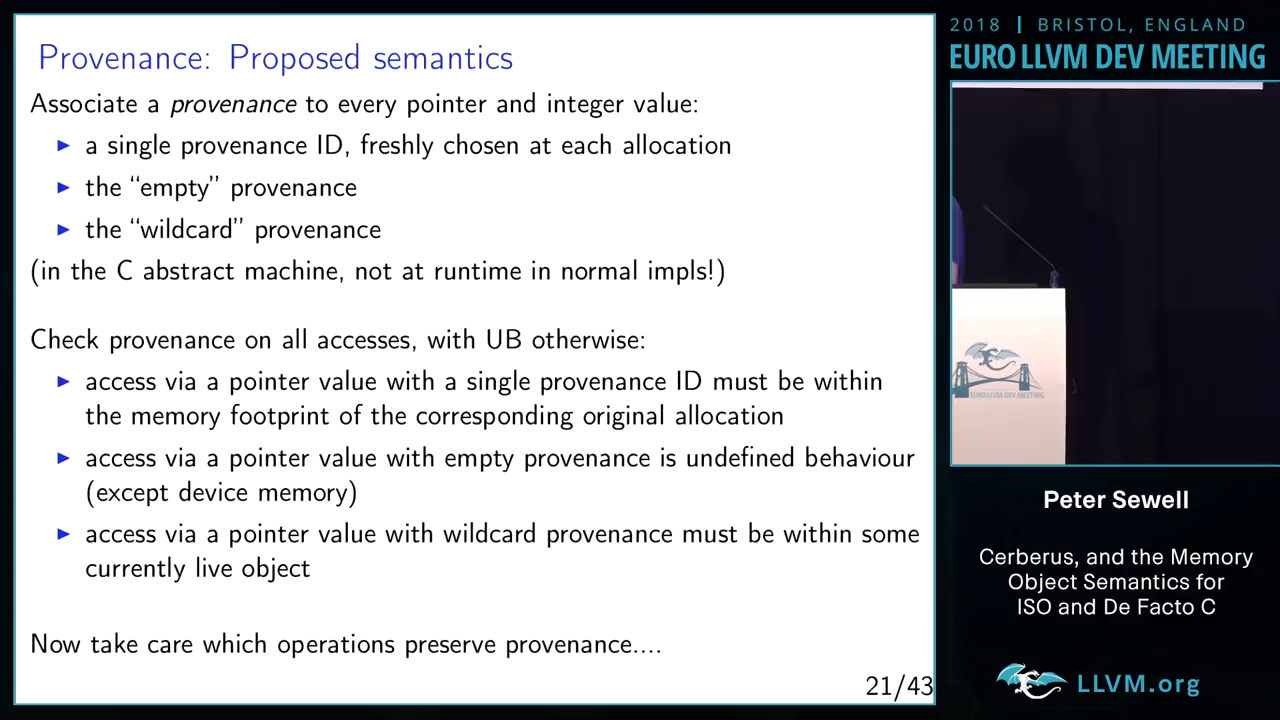 Provenance: Proposed semantics
Associate a provenance to every pointer and integer value:
▶ a single provenance ID, freshly chosen at each allocation
▶ the “empty” provenance
▶ the “wildcard” provenance
(in the C abstract machine, not at runtime in normal impls!)
Check provenance on all accesses, with UB otherwise:
▶ access via a pointer value with a single provenance ID must be within
the memory footprint of the corresponding original allocation
▶ access via a pointer value with empty provenance is undefined behaviour
(except device memory)
▶ access via a pointer value with wildcard provenance must be within some
currently live object
Now take care which operations preserve provenance....
21/43
2018 | BRISTOL, ENGLAND
EURO LLVM DEV MEETING
EURO LLVM DEV MEETING
Peter Sewell
Cerberus, and the Memory
Object Semantics for
ISO and De Facto C
LLVM.org